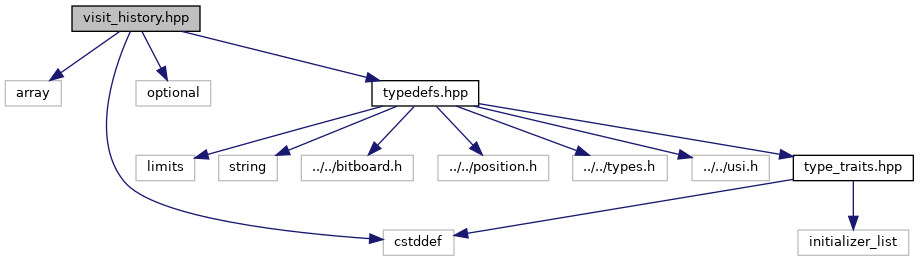 visit_history.hpp
array
optional
typedefs.hpp
limits
string
../../bitboard.h
../../position.h
../../types.h
../../usi.h
type_traits.hpp
cstddef
initializer_list